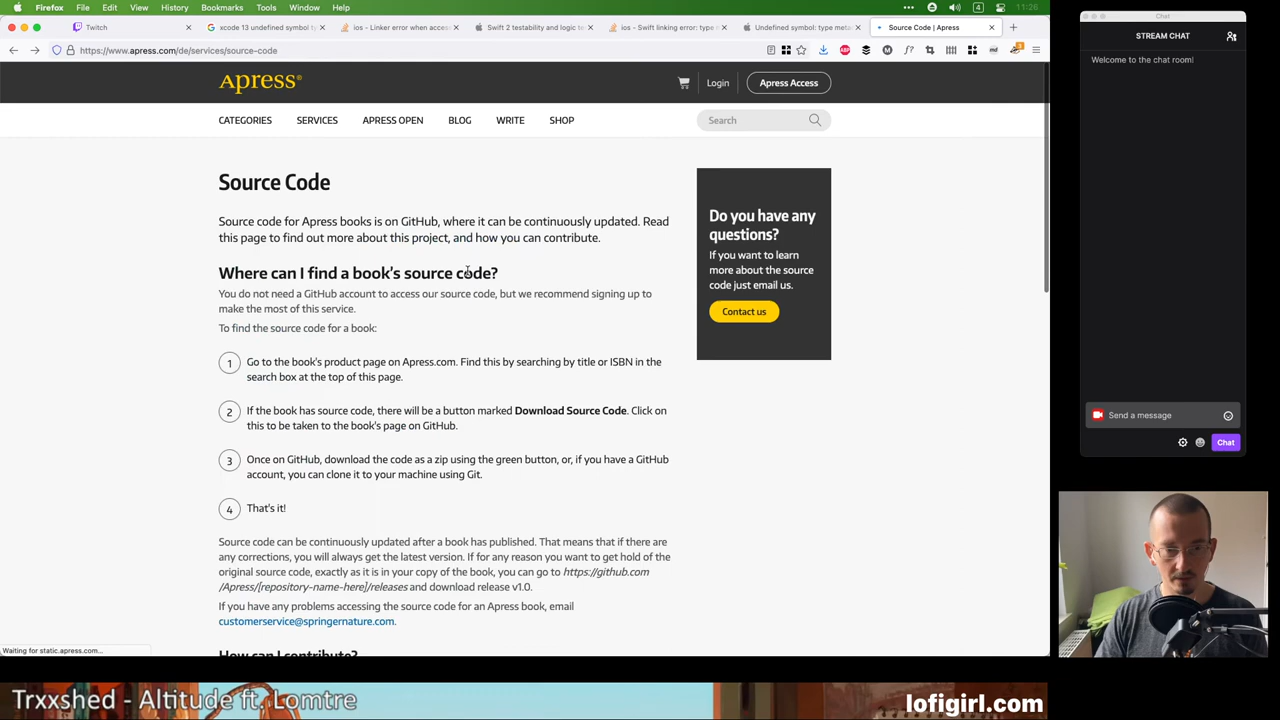 Firefox File Edit View History Bookmarks Tools Window Help 4 11:26
Twitch
xcode 13 undefined symbol ty
ios - Linker error when access
Swift 2 testability and logic te
ios - Swift linking error: type m
Undefined symbol: type meta
Source Code | Apress
https://www.apress.com/de/services/source-code
Apress®
Login
Apress Access
CATEGORIES SERVICES APRESS OPEN BLOG WRITE SHOP
Search
Source Code
Source code for Apress books is on GitHub, where it can be continuously updated. Read
this page to find out more about this project, and how you can contribute.
Where can I find a book's source code?
You do not need a GitHub account to access our source code, but we recommend signing up to
make the most of this service.
To find the source code for a book:
1 Go to the book's product page on Apress.com. Find this by searching by title or ISBN in the
search box at the top of this page.
2 If the book has source code, there will be a button marked Download Source Code. Click on
this to be taken to the book's page on GitHub.
3 Once on GitHub, download the code as a zip using the green button, or, if you have a GitHub
account, you can clone it to your machine using Git.
4 That's it!
Source code can be continuously updated after a book has published. That means that if there are
any corrections, you will always get the latest version. If for any reason you want to get hold of the
original source code, exactly as it is in your copy of the book, you can go to https://github.com
/Apress/[repository-name-here]/releases and download release v1.0.
If you have any problems accessing the source code for an Apress book, email
customerservice@springernature.com.
How can I contribute?
Do you have any
questions?
If you want to learn
more about the source
code just email us.
Contact us
Waiting for static.apress.com...
Chat
STREAM CHAT
Welcome to the chat room!
Send a message
Chat
Trxxshed - Altitude ft. Lomtre
lofigirl.com